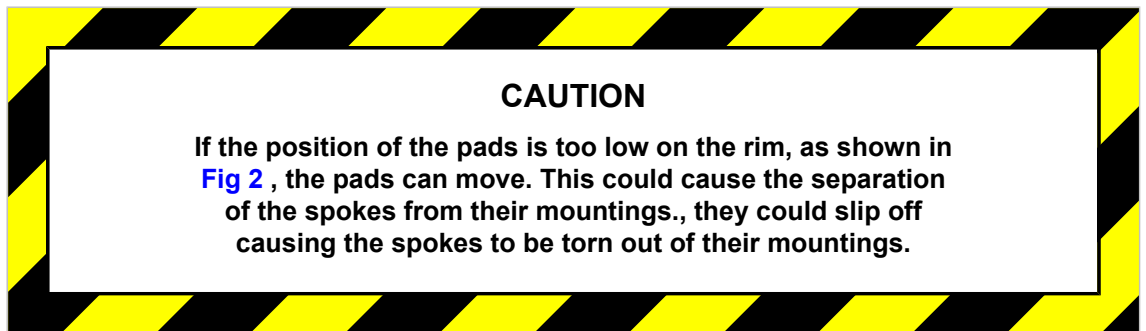 CAUTION
If the position of the pads is too low on the rim, as shown in
Fig 2 , the pads can move. This could cause the separation
of the spokes from their mountings., they could slip off
causing the spokes to be torn out of their mountings.